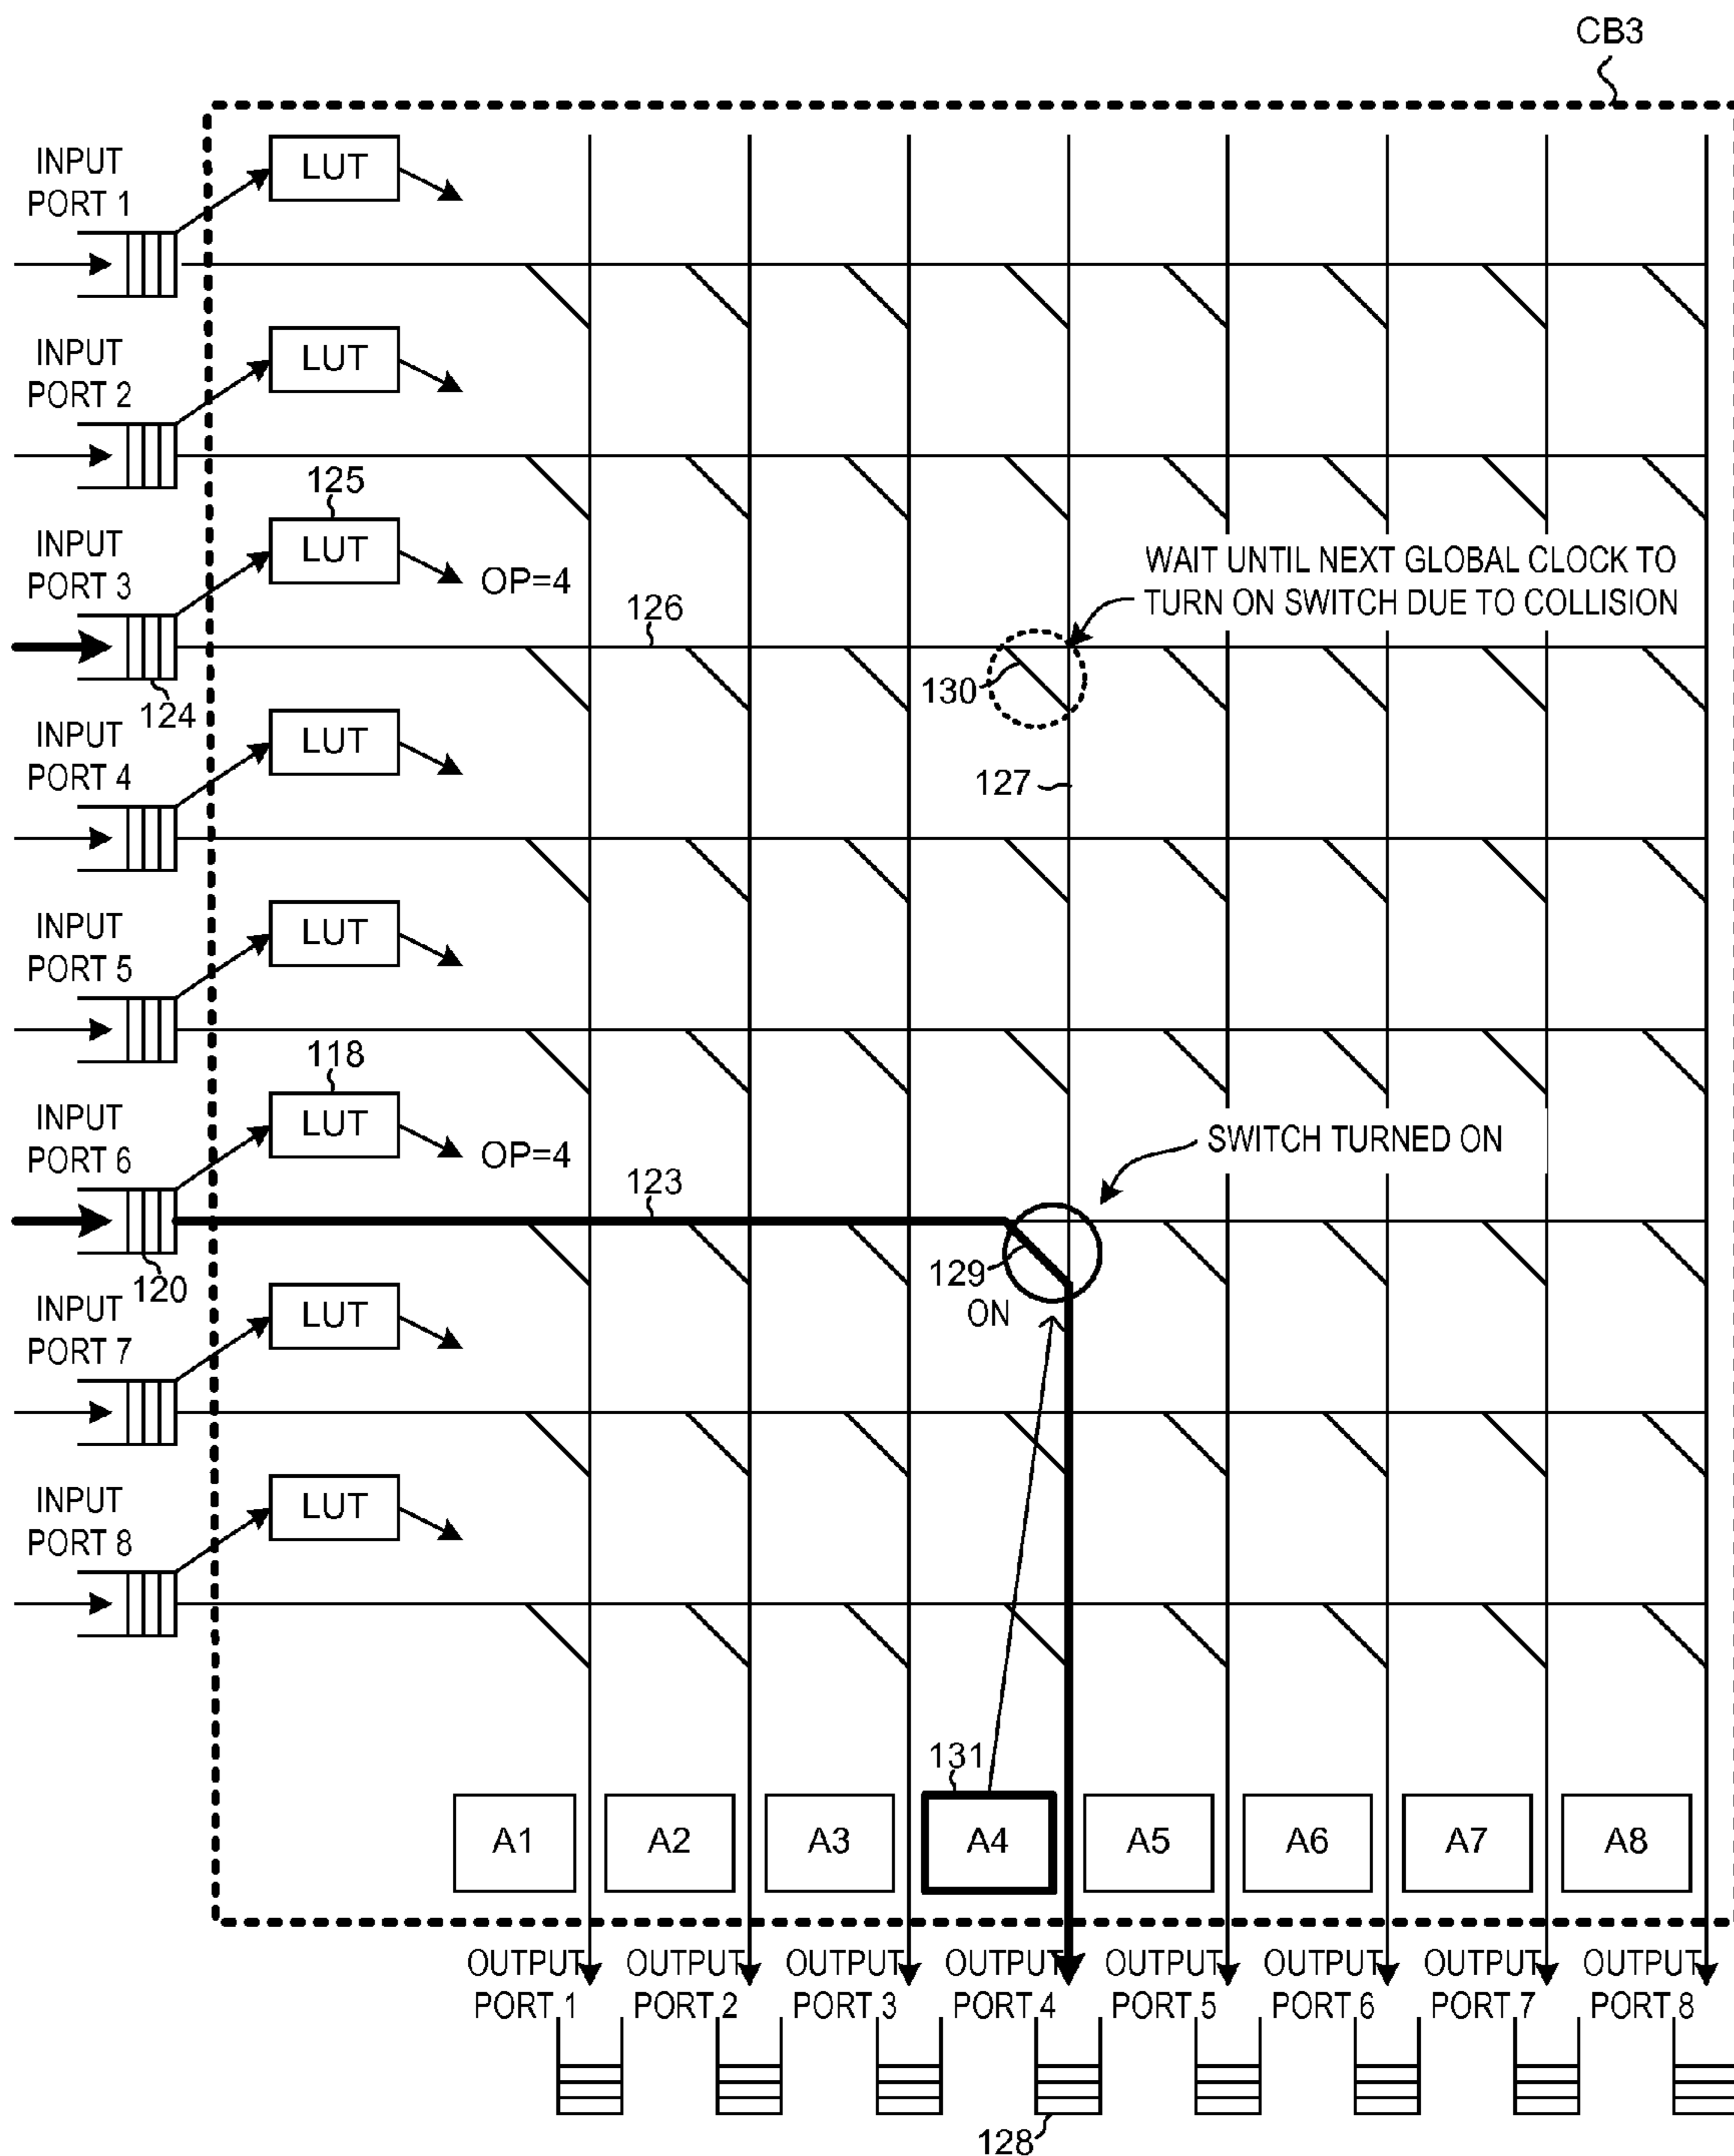 CB3
INPUT
PORT 1
LUT
INPUT
PORT 2
LUT
125
INPUT
PORT 3
LUT
OP=4
126
WAIT UNTIL NEXT GLOBAL CLOCK TO
TURN ON SWITCH DUE TO COLLISION
130
124
INPUT
PORT 4
LUT
127
INPUT
PORT 5
LUT
118
INPUT
PORT 6
LUT
OP=4
SWITCH TURNED ON
123
129
ON
120
INPUT
PORT 7
LUT
INPUT
PORT 8
LUT
131
A1
A2
A3
A4
A5
A6
A7
A8
OUTPUT
PORT 1
OUTPUT
PORT 2
OUTPUT
PORT 3
OUTPUT
PORT 4
OUTPUT
PORT 5
OUTPUT
PORT 6
OUTPUT
PORT 7
OUTPUT
PORT 8
128